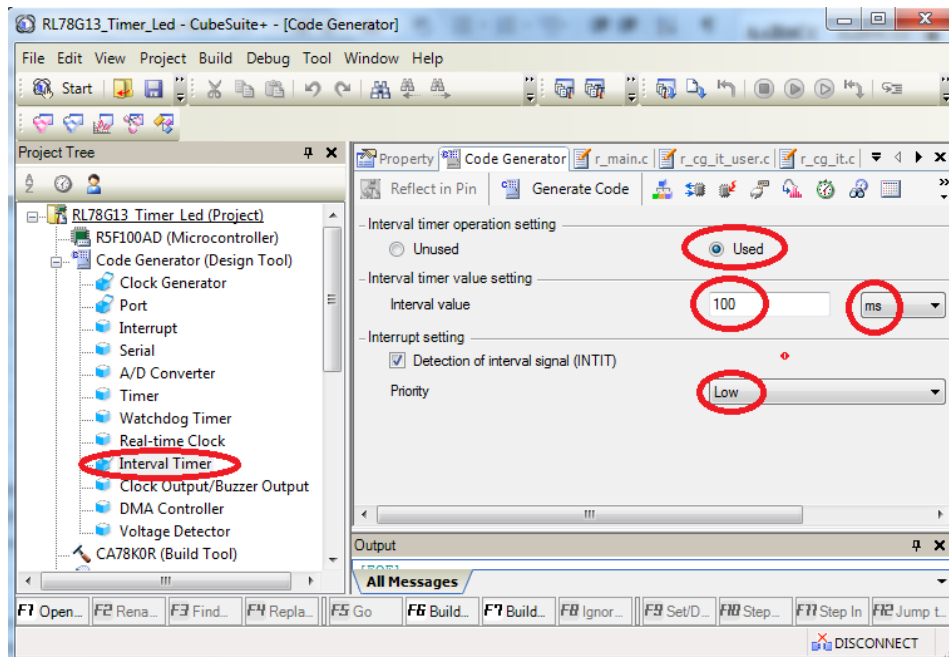 RL78G13_Timer_Led - CubeSuite+ - [Code Generator]
File Edit View Project Build Debug Tool Window Help
Start
Project Tree
Property Code Generator r_main.c r_cg_it_user.c r_cg_it.c
Reflect in Pin Generate Code
RL78G13_Timer_Led (Project)
R5F100AD (Microcontroller)
Code Generator (Design Tool)
Clock Generator
Port
Interrupt
Serial
A/D Converter
Timer
Watchdog Timer
Real-time Clock
Interval Timer
Clock Output/Buzzer Output
DMA Controller
Voltage Detector
CA78K0R (Build Tool)
Interval timer operation setting
Unused Used
Interval timer value setting
Interval value 100 ms
Interrupt setting
Detection of interval signal (INTIT)
Priority Low
Output
All Messages
F1 Open... F2 Rena... F3 Find... F4 Repla... F5 Go F6 Build... F7 Build... F8 Ignor... F9 Set/D... F10 Step... F11 Step In F12 Jump t...
DISCONNECT